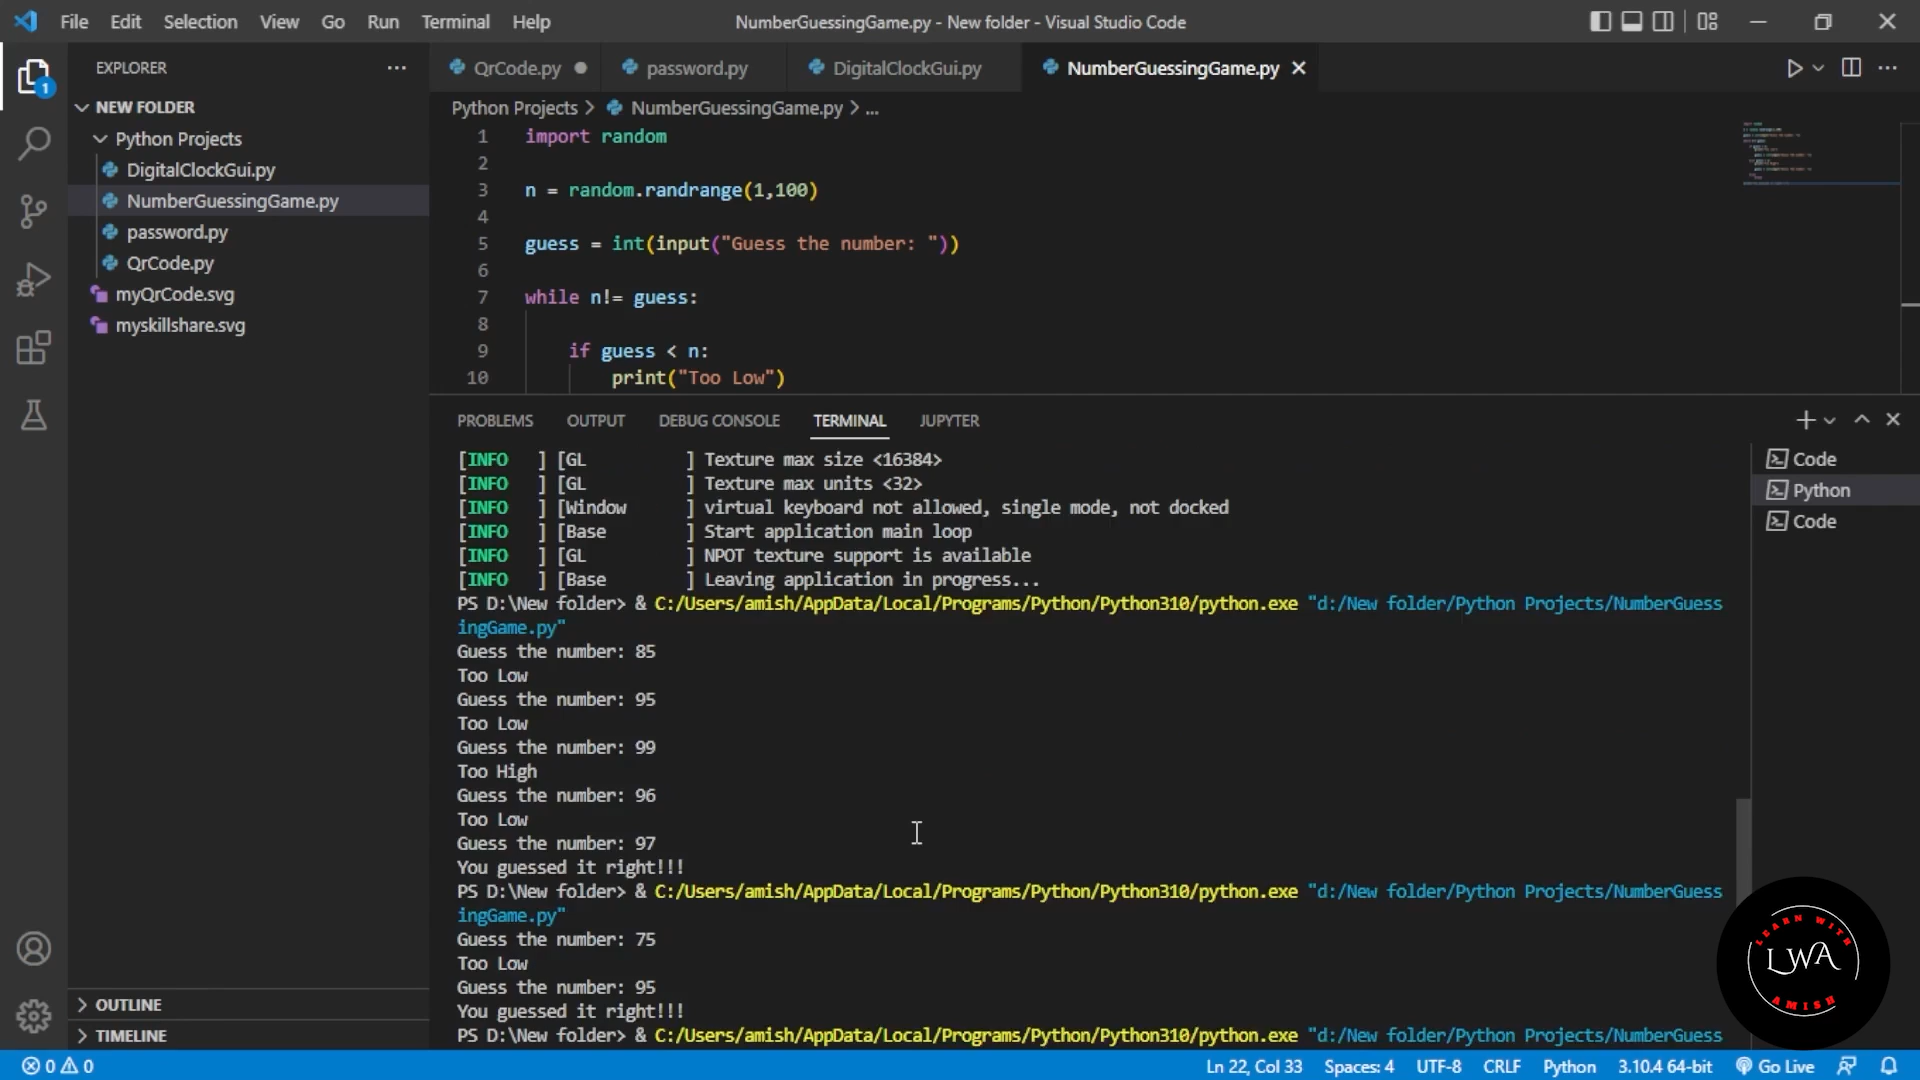 File Edit Selection View Go Run Terminal Help
NumberGuessingGame.py - New folder - Visual Studio Code
EXPLORER
QrCode.py
password.py
DigitalClockGui.py
NumberGuessingGame.py
1
NEW FOLDER
Python Projects
DigitalClockGui.py
NumberGuessingGame.py
password.py
QrCode.py
myQrCode.svg
myskillshare.svg
OUTLINE
TIMELINE
Python Projects > NumberGuessingGame.py > ...
1 import random
2
3 n = random.randrange(1,100)
4
5 guess = int(input("Guess the number: "))
6
7 while n!= guess:
8
9 if guess < n:
10 print("Too Low")
PROBLEMS OUTPUT DEBUG CONSOLE TERMINAL JUPYTER
[INFO ] [GL ] Texture max size <16384>
[INFO ] [GL ] Texture max units <32>
[INFO ] [Window ] virtual keyboard not allowed, single mode, not docked
[INFO ] [Base ] Start application main loop
[INFO ] [GL ] NPOT texture support is available
[INFO ] [Base ] Leaving application in progress...
PS D:\New folder> & C:/Users/amish/AppData/Local/Programs/Python/Python310/python.exe "d:/New folder/Python Projects/NumberGuess
ingGame.py"
Guess the number: 85
Too Low
Guess the number: 95
Too Low
Guess the number: 99
Too High
Guess the number: 96
Too Low
Guess the number: 97
You guessed it right!!!
PS D:\New folder> & C:/Users/amish/AppData/Local/Programs/Python/Python310/python.exe "d:/New folder/Python Projects/NumberGuess
ingGame.py"
Guess the number: 75
Too Low
Guess the number: 95
You guessed it right!!!
PS D:\New folder> & C:/Users/amish/AppData/Local/Programs/Python/Python310/python.exe "d:/New folder/Python Projects/NumberGuess
Code
Python
Code
LEARN WITH
LWA
AMISH
0 0
Ln 22, Col 33 Spaces: 4 UTF-8 CRLF Python 3.10.4 64-bit Go Live